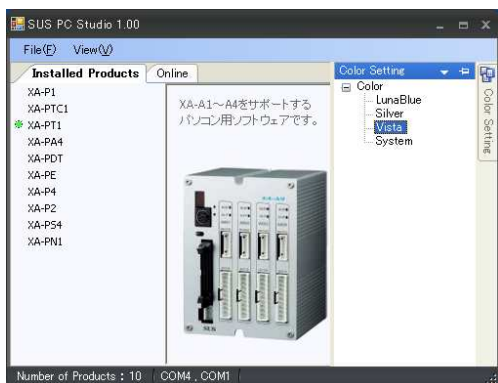 SUS PC Studio 1.00
File(F) View(V)
Installed Products Online
XA-P1
XA-PTC1
XA-PT1
XA-PA4
XA-PDT
XA-PE
XA-P4
XA-P2
XA-PS4
XA-PN1
XA-A1～A4をサポートする
パソコン用ソフトウェアです。
SUS
Color Setting
Color
LunaBlue
Silver
Vista
System
Color Setting
Number of Products : 10 COM4 , COM1